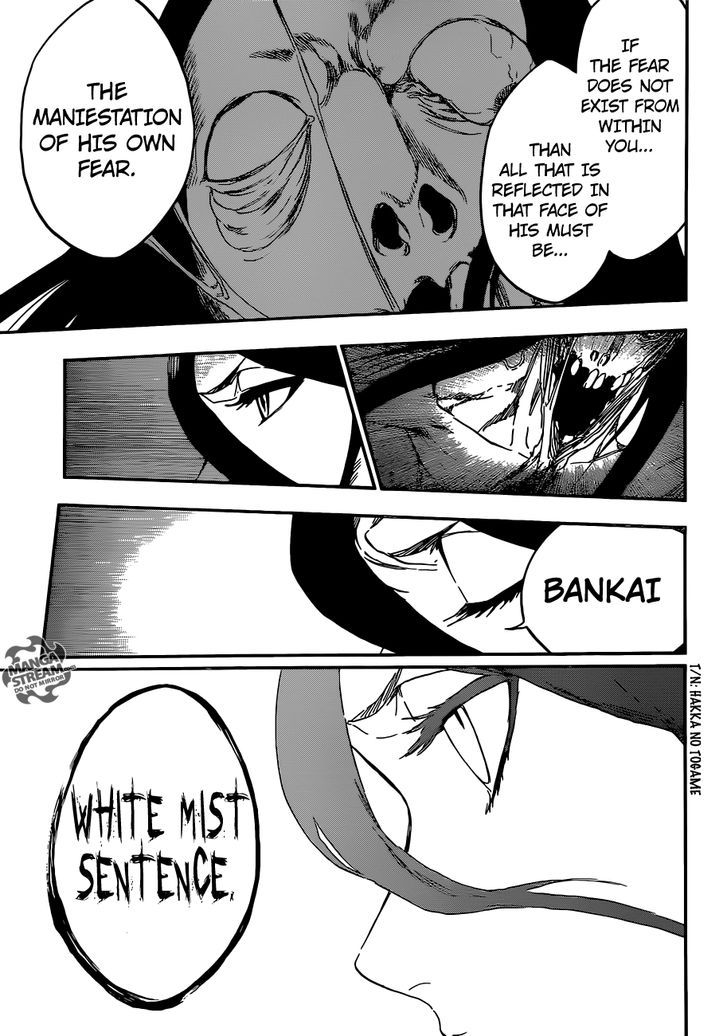 IF
THE FEAR
DOES NOT
EXIST FROM
WITHIN
YOU...
THAN
ALL THAT IS
REFLECTED IN
THAT FACE OF
HIS MUST
BE...
THE
MANIESTATION
OF HIS OWN
FEAR.
BANKAI
T/N: HAKKA NO TOGAME
MANGA
STREAM
DO NOT MIRROR
WHITE MIST
SENTENCE.